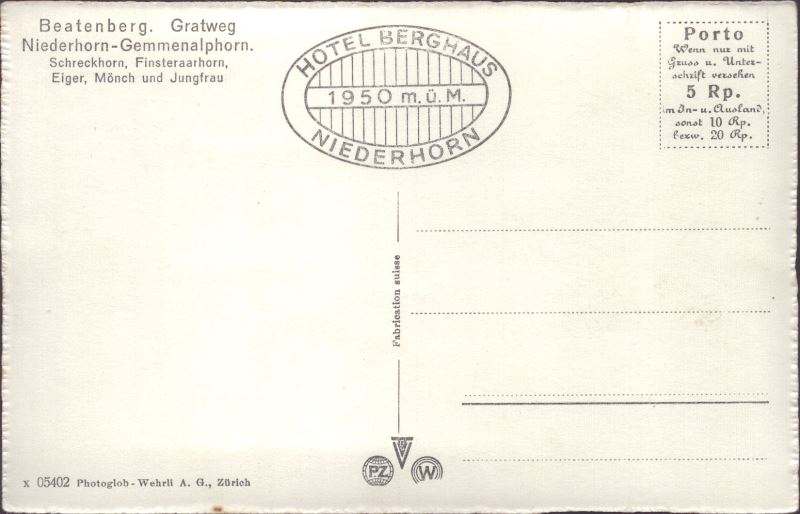 Beatenberg. Gratweg
Niederhorn-Gemmenalphorn.
Schreckhorn, Finsteraarhorn,
Eiger, Mönch und Jungfrau
HOTEL BERGHAUS
1950 m.ü.M.
NIEDERHORN
Porto
Wenn nur mit
Gruss u. Unter-
schrift versehen
5 Rp.
im In- u. Ausland,
sonst 10 Rp.
bezw. 20 Rp.
Fabrication suisse
PZ
W
x 05402 Photoglob-Wehrli A. G., Zürich